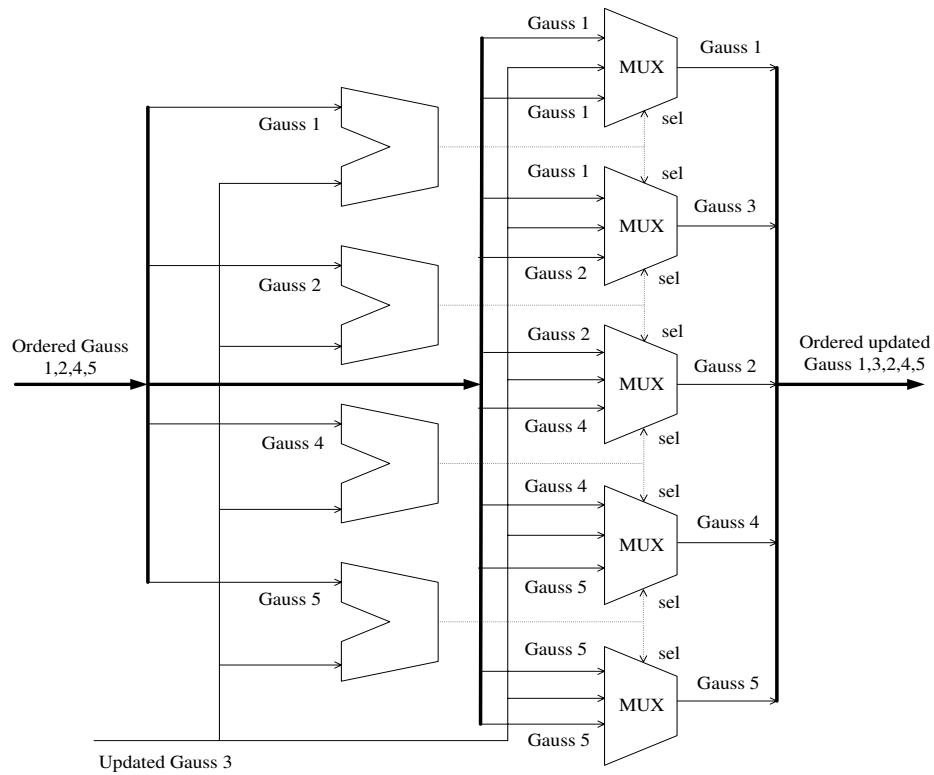 Gauss 1
MUX
Gauss 1
Gauss 1
sel
Gauss 1
Gauss 1
sel
MUX
Gauss 3
Gauss 2
Gauss 2
sel
sel
Ordered Gauss
1,2,4,5
Gauss 2
MUX
Gauss 2
Ordered updated
Gauss 1,3,2,4,5
Gauss 4
Gauss 4
sel
Gauss 4
sel
MUX
Gauss 4
Gauss 5
Gauss 5
sel
Gauss 5
sel
MUX
Gauss 5
Gauss 5
Updated Gauss 3